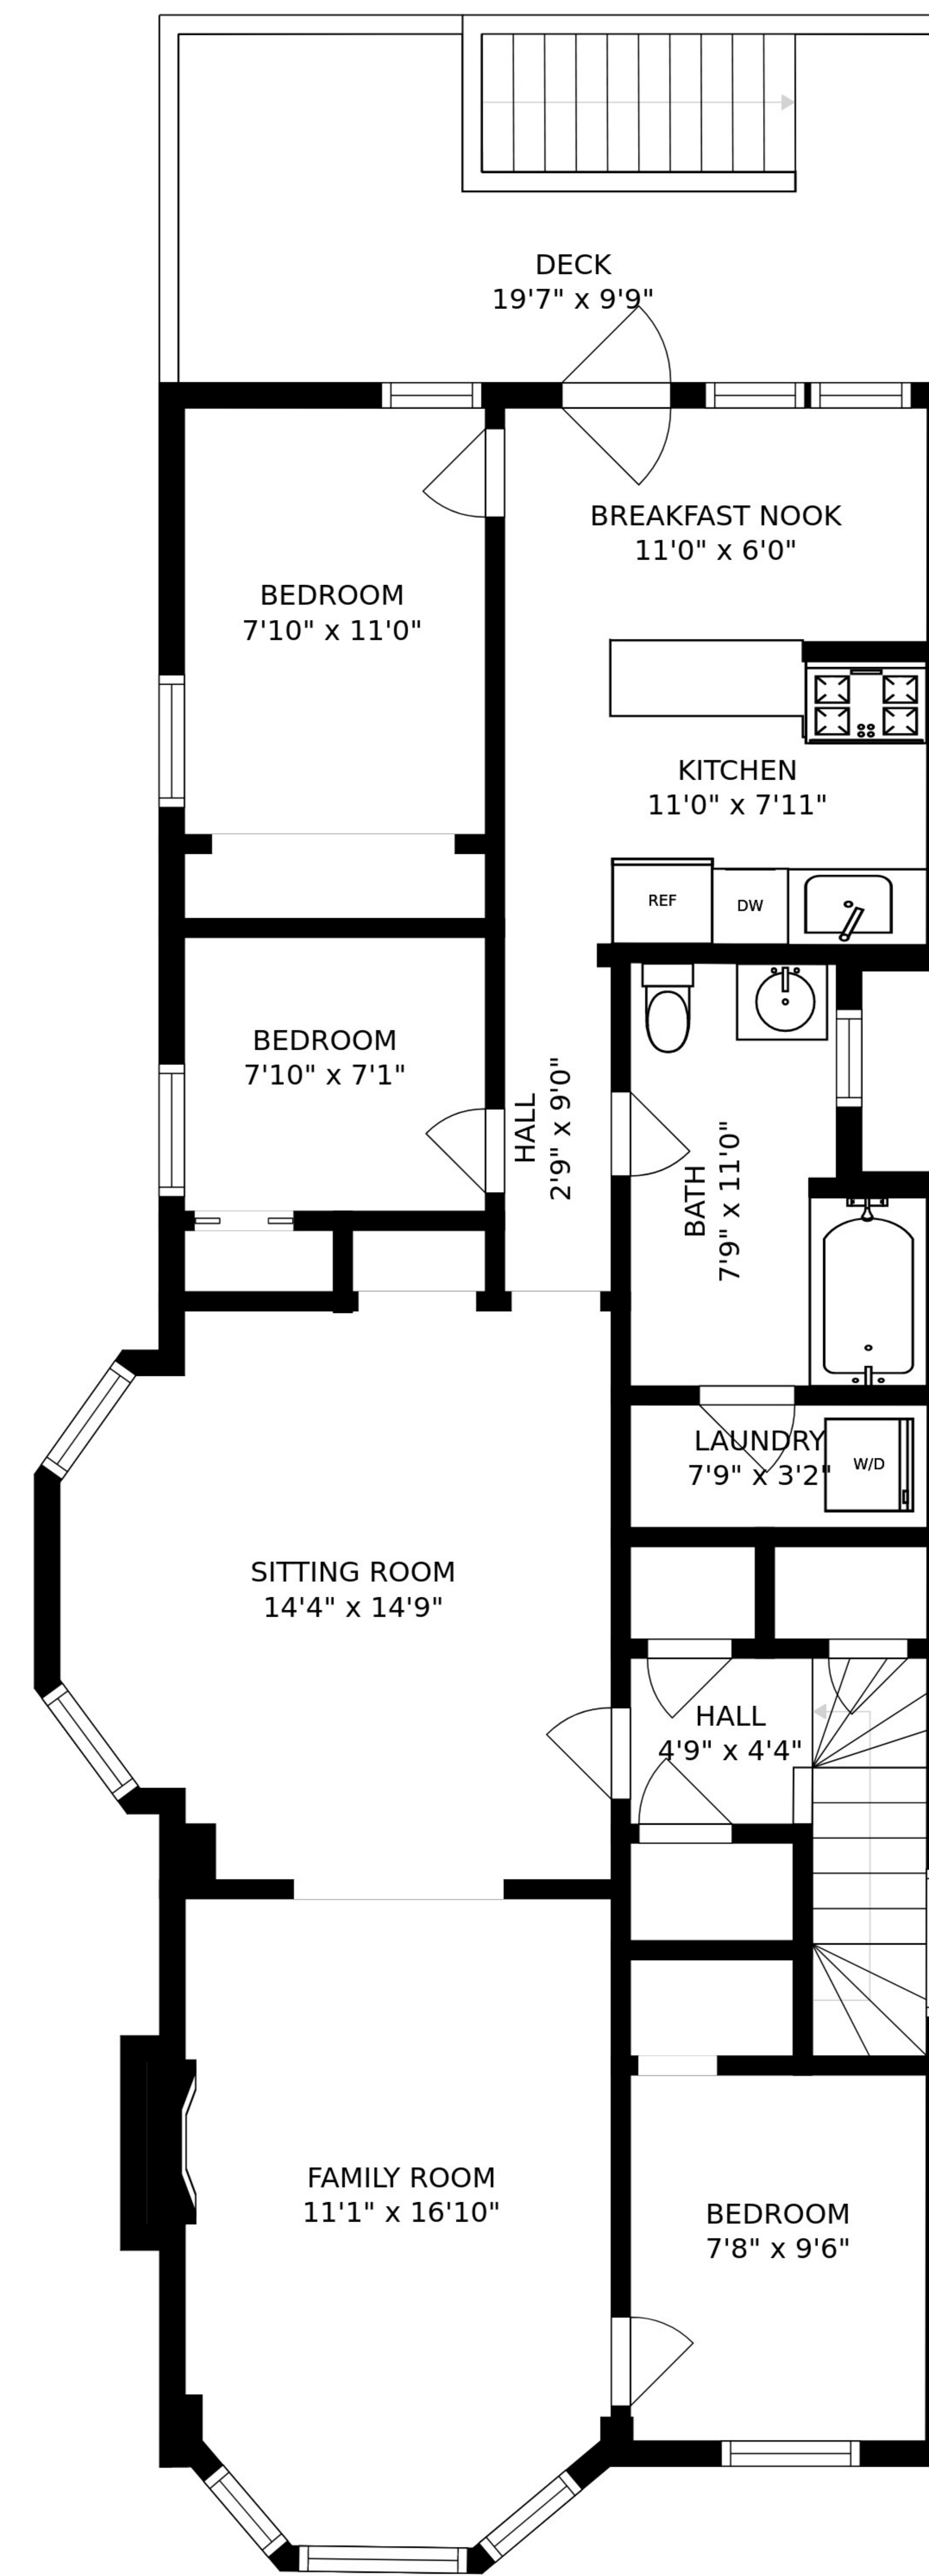 DECK
19'7" x 9'9"
BREAKFAST NOOK
11'0" x 6'0"
BEDROOM
7'10" x 11'0"
KITCHEN
11'0" x 7'11"
REF
DW
BEDROOM
7'10" x 7'1"
HALL
2'9" x 9'0"
BATH
7'9" x 11'0"
LAUNDRY
7'9" x 3'2"
W/D
SITTING ROOM
14'4" x 14'9"
HALL
4'9" x 4'4"
FAMILY ROOM
11'1" x 16'10"
BEDROOM
7'8" x 9'6"